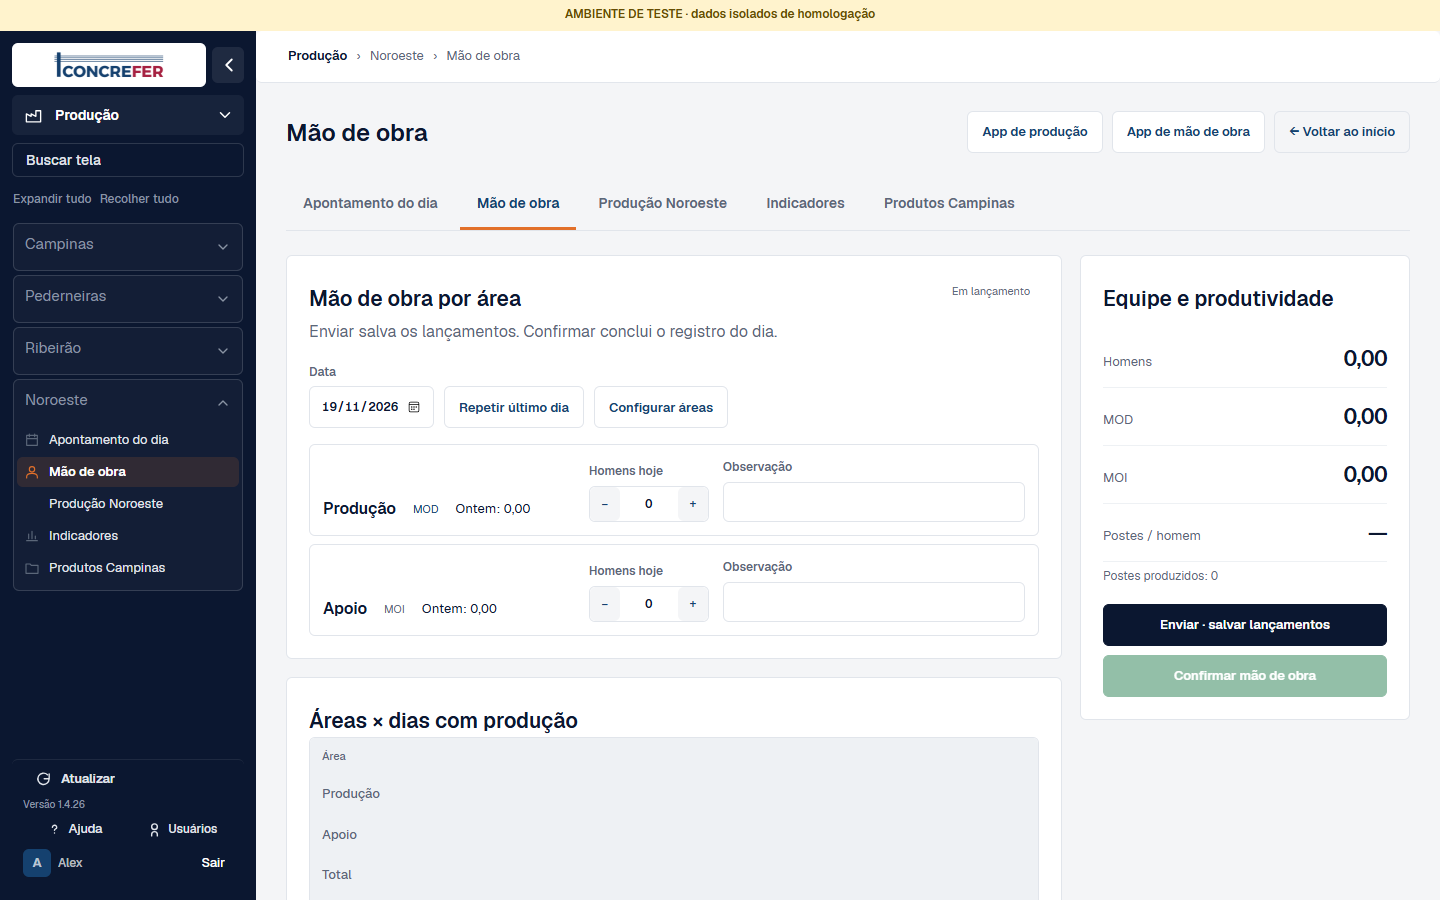 AMBIENTE DE TESTE · dados isolados de homologação
CONCREFER
Produção
Buscar tela
Expandir tudo Recolher tudo
Campinas
Pederneiras
Ribeirão
Noroeste
Apontamento do dia
Mão de obra
Produção Noroeste
Indicadores
Produtos Campinas
Atualizar
Versão 1.4.26
? Ajuda
Usuários
A Alex
Sair
Produção › Noroeste › Mão de obra
Mão de obra
App de produção
App de mão de obra
← Voltar ao início
Apontamento do dia
Mão de obra
Produção Noroeste
Indicadores
Produtos Campinas
Mão de obra por área
Em lançamento
Enviar salva os lançamentos. Confirmar conclui o registro do dia.
Data
19/11/2026
Repetir último dia
Configurar áreas
Produção MOD Ontem: 0,00
Homens hoje
− 0 +
Observação
Apoio MOI Ontem: 0,00
Homens hoje
− 0 +
Observação
Áreas × dias com produção
Área
Produção
Apoio
Total
Equipe e produtividade
Homens 0,00
MOD 0,00
MOI 0,00
Postes / homem —
Postes produzidos: 0
Enviar · salvar lançamentos
Confirmar mão de obra